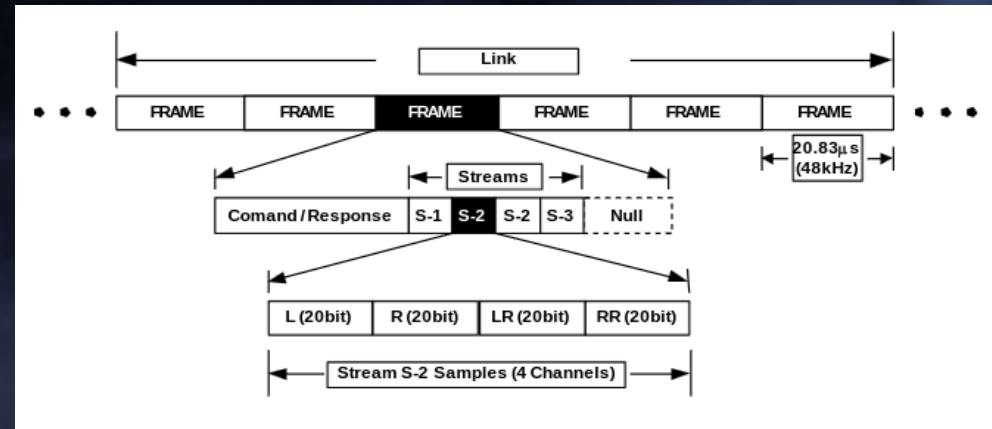 Link
FRAME FRAME FRAME FRAME FRAME FRAME
20.83μs
(48kHz)
Streams
Comand/Response S-1 S-2 S-2 S-3 Null
L (20bit) R (20bit) LR (20bit) RR (20bit)
Stream S-2 Samples (4 Channels)